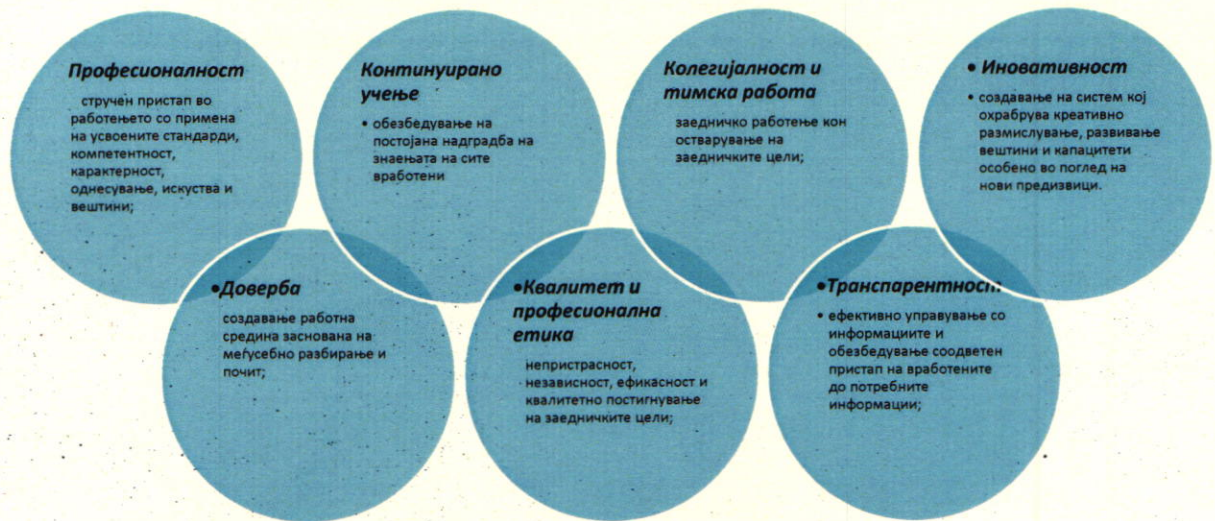 Професионалност
стручен пристап во
работењето со примена
на усвоените стандарди,
компетентност,
карактерност,
однесување, искуства и
вештини;
•Доверба
создавање работна
средина заснована на
меѓусебно разбирање и
почит;
Континуирано
учење
• обезбедување на
постојана надградба на
знаењата на сите
вработени
•Квалитет и
професионална
етика
непристрасност,
независност, ефикасност и
квалитетно постигнување
на заедничките цели;
Колегијалност и
тимска работа
заедничко работење кон
остварување на
заедничките цели;
•Транспарентност
• ефективно управување со
информациите и
обезбедување соодветен
пристап на вработените
до потребните
информации;
• Иновативност
• создавање на систем кој
охрабрува креативно
размислување, развивање
вештини и капацитети
особено во поглед на
нови предизвици.